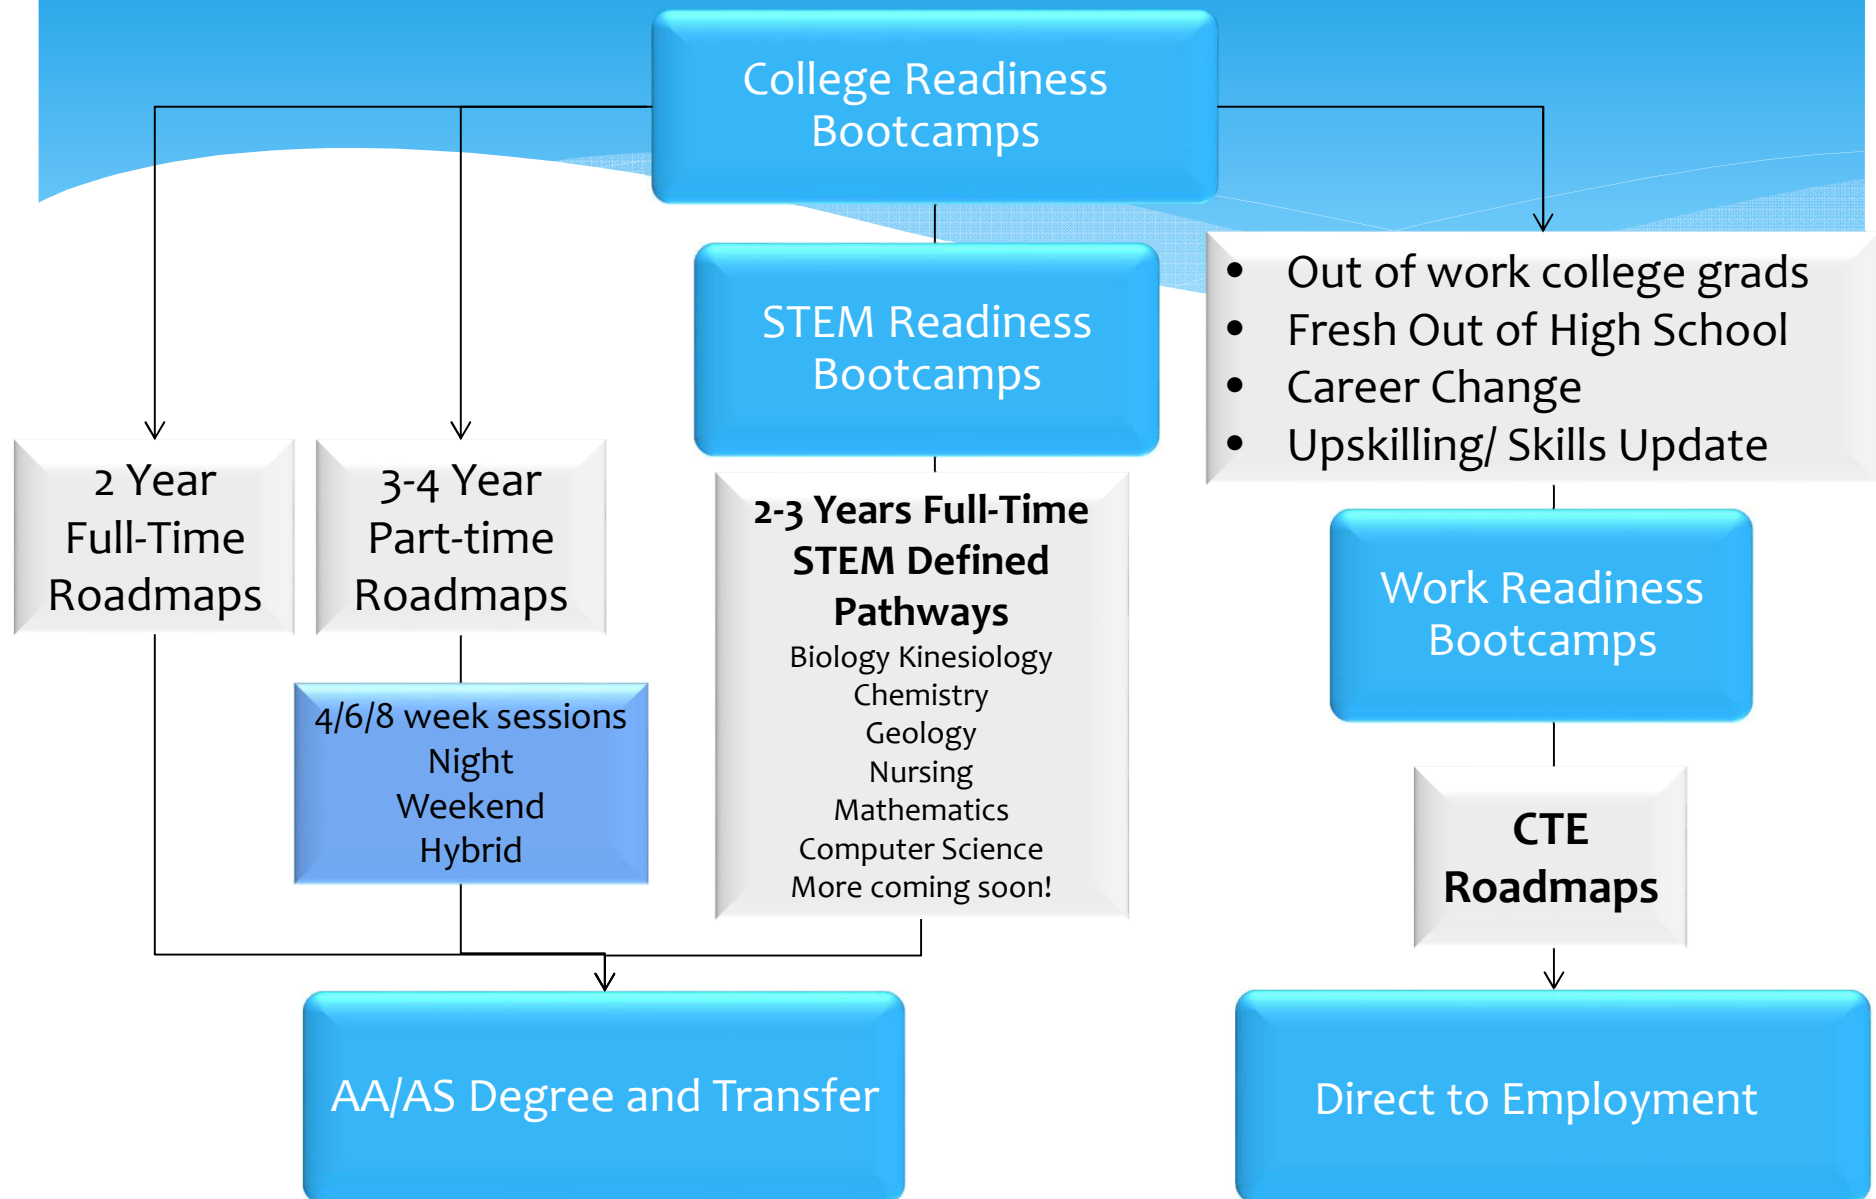 College Readiness
Bootcamps
STEM Readiness
Bootcamps
• Out of work college grads
• Fresh Out of High School
• Career Change
• Upskilling/ Skills Update
2 Year
Full-Time
Roadmaps
3-4 Year
Part-time
Roadmaps
2-3 Years Full-Time
STEM Defined
Pathways
Biology Kinesiology
Chemistry
Geology
Nursing
Mathematics
Computer Science
More coming soon!
Work Readiness
Bootcamps
4/6/8 week sessions
Night
Weekend
Hybrid
CTE
Roadmaps
AA/AS Degree and Transfer
Direct to Employment